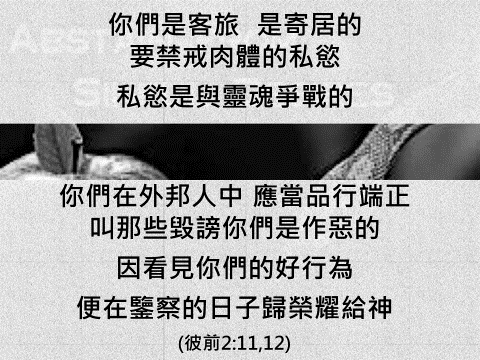 你們是客旅 是寄居的
要禁戒肉體的私慾
私慾是與靈魂爭戰的
你們在外邦人中 應當品行端正
叫那些毀謗你們是作惡的
因看見你們的好行為
便在鑒察的日子歸榮耀給神
(彼前2:11,12)